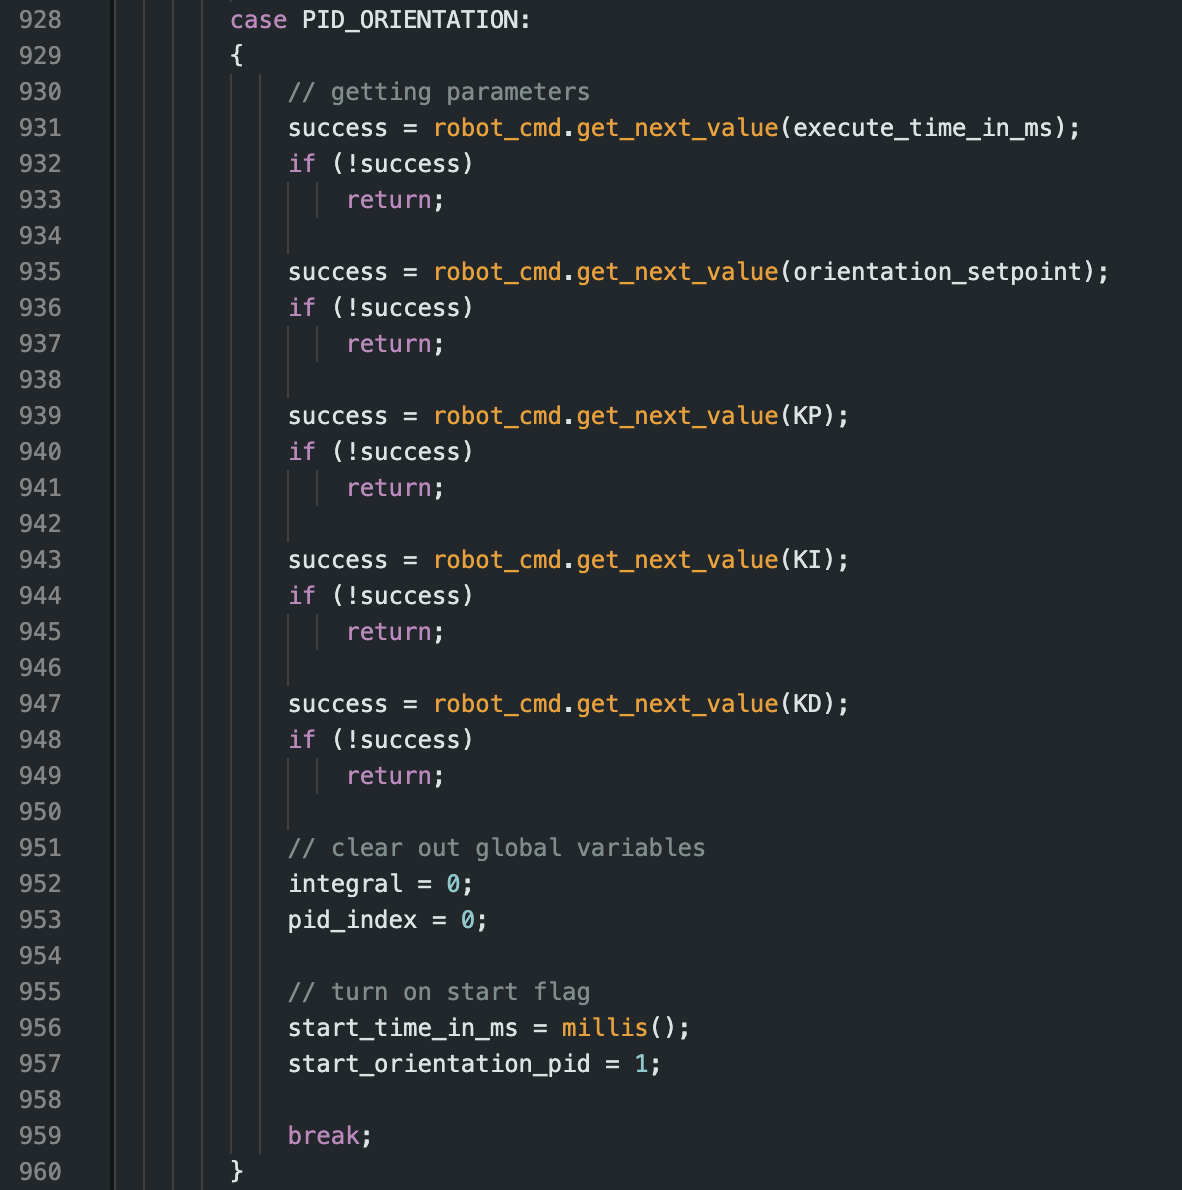 928 case PID_ORIENTATION:
929 {
930 // getting parameters
931 success = robot_cmd.get_next_value(execute_time_in_ms);
932 if (!success)
933 return;
934
935 success = robot_cmd.get_next_value(orientation_setpoint);
936 if (!success)
937 return;
938
939 success = robot_cmd.get_next_value(KP);
940 if (!success)
941 return;
942
943 success = robot_cmd.get_next_value(KI);
944 if (!success)
945 return;
946
947 success = robot_cmd.get_next_value(KD);
948 if (!success)
949 return;
950
951 // clear out global variables
952 integral = 0;
953 pid_index = 0;
954
955 // turn on start flag
956 start_time_in_ms = millis();
957 start_orientation_pid = 1;
958
959 break;
960 }